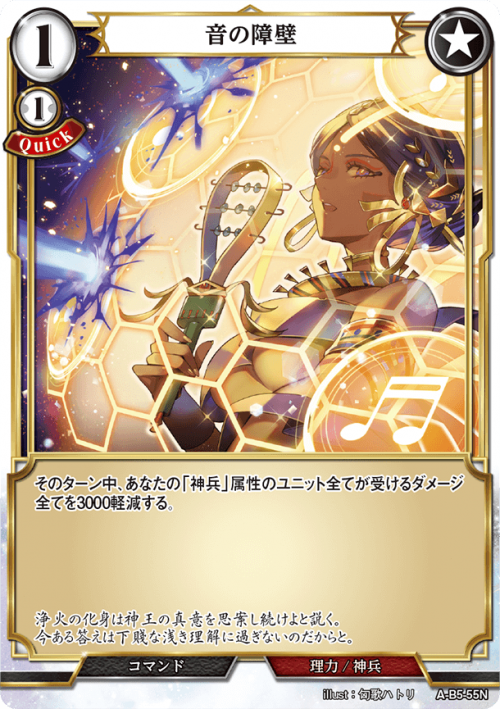 1
音の障壁
1
Quick
そのターン中、あなたの「神兵」属性のユニット全てが受けるダメージ
全てを3000軽減する。
浄火の化身は神王の真意を思案し続けよと説く。
今ある答えは下賤な浅き理解に過ぎないのだからと。
コマンド
理力/神兵
illust:匈歌ハトリ
A-B5-55N